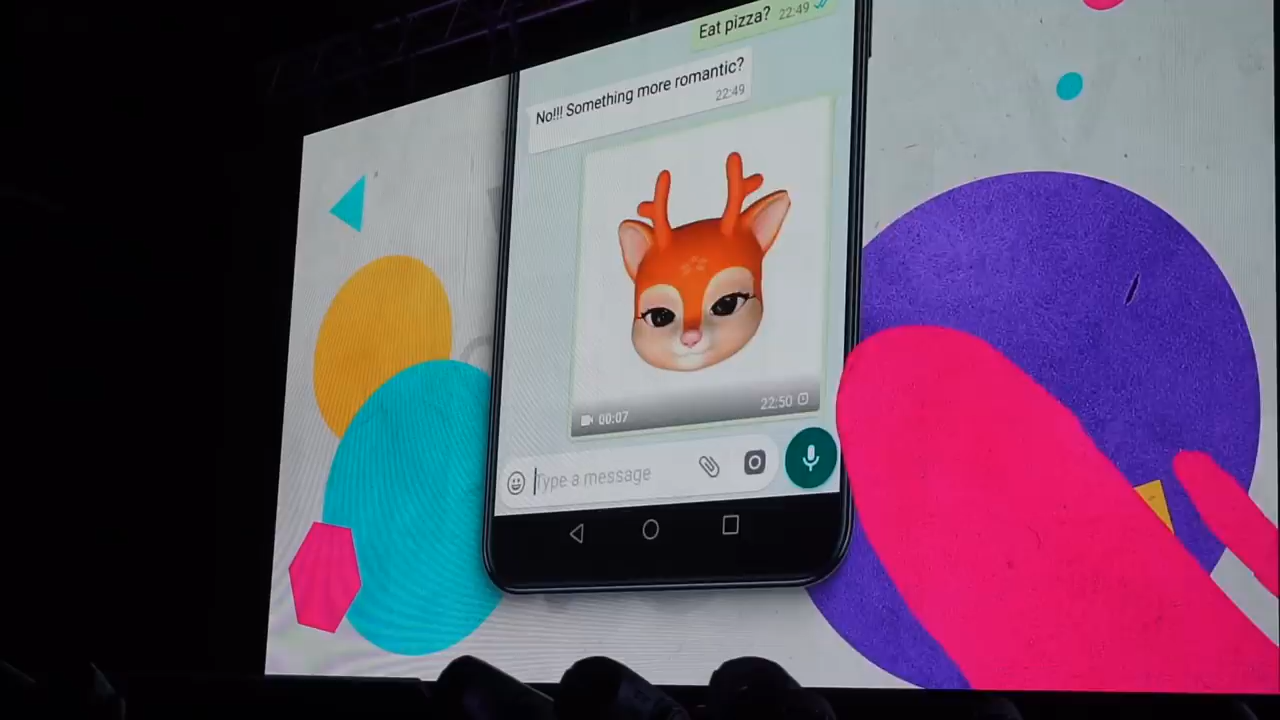 Eat pizza? 22:49
No!!! Something more romantic?
22:49
00:07 22:50
Type a message